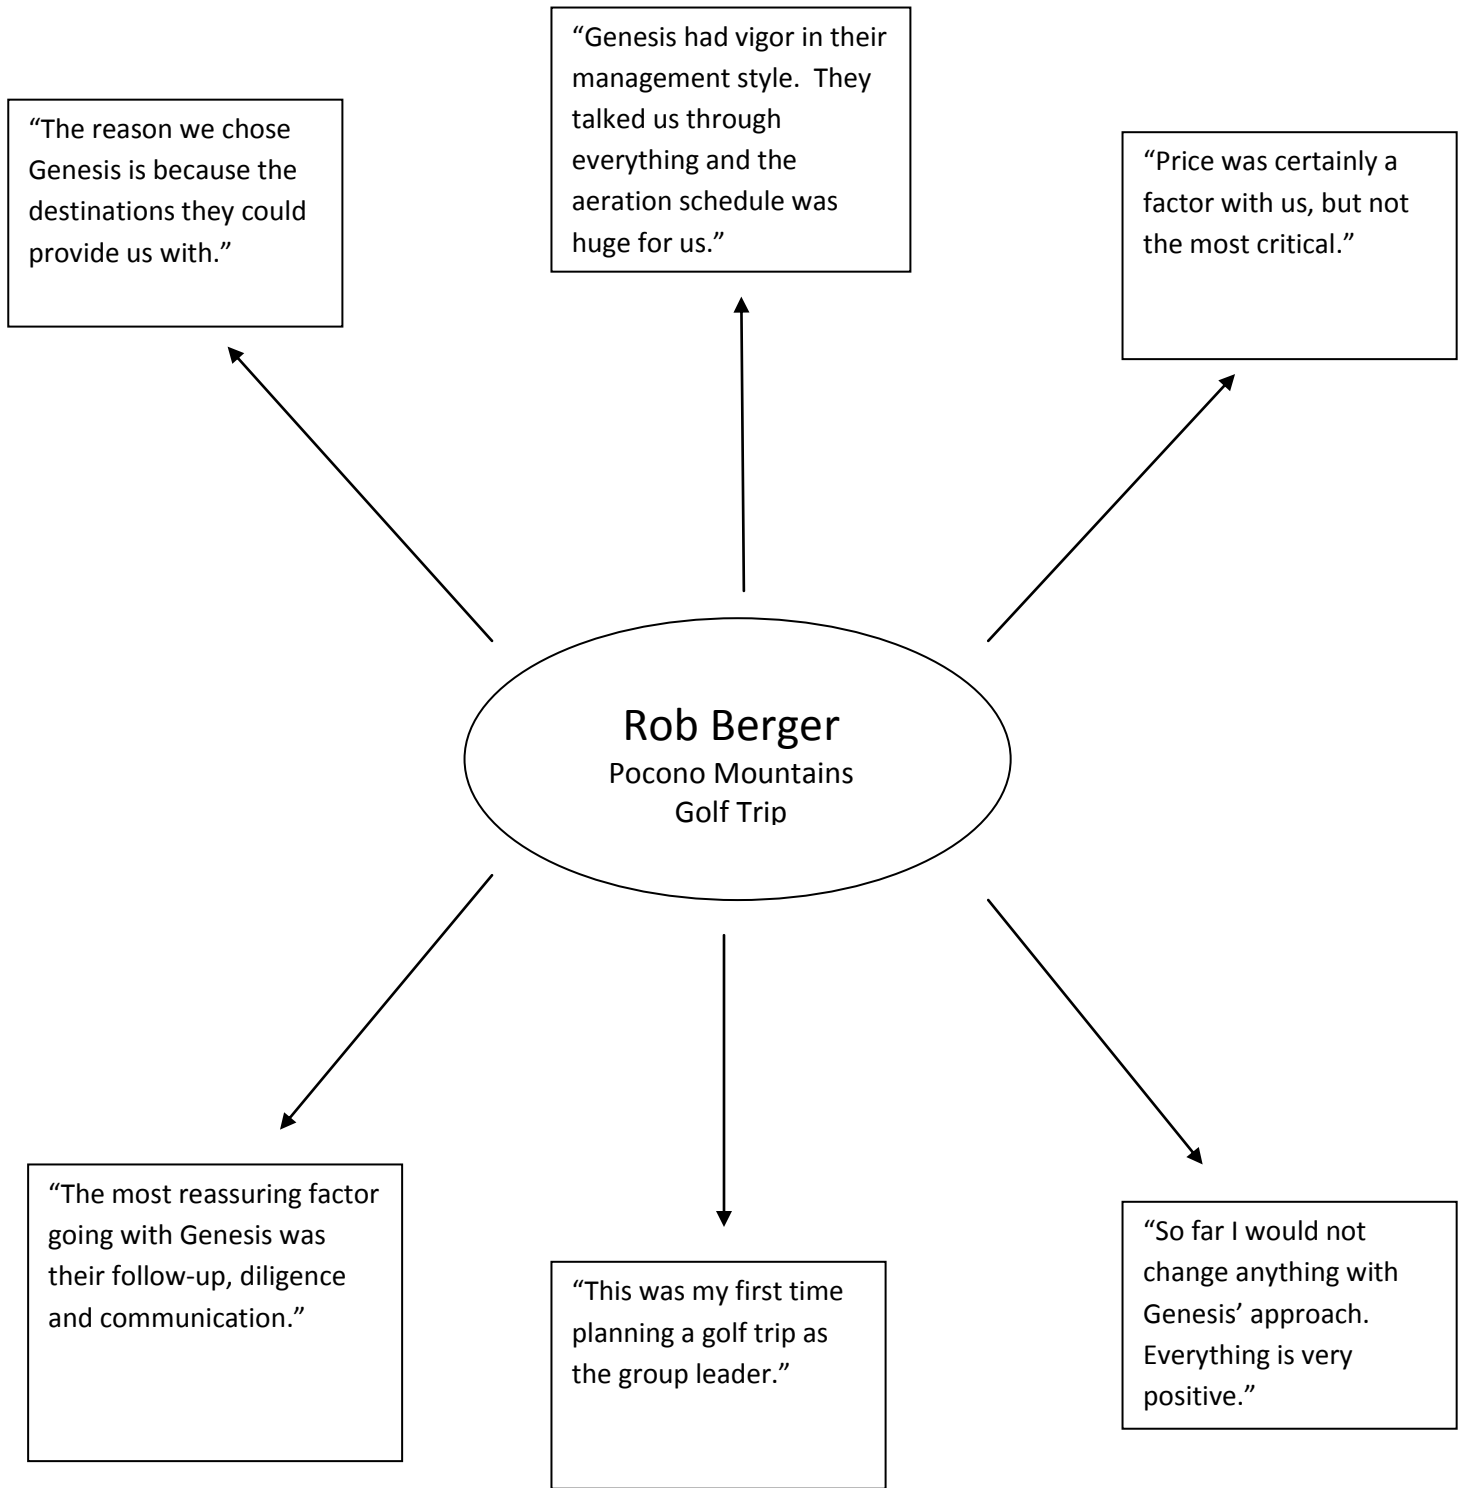 “Genesis had vigor in their
management style.  They
talked us through
everything and the
aeration schedule was
huge for us.”
“The reason we chose
Genesis is because the
destinations they could
provide us with.”
“Price was certainly a
factor with us, but not
the most critical.”
Rob Berger
Pocono Mountains
Golf Trip
“The most reassuring factor
going with Genesis was
their follow-up, diligence
and communication.”
“This was my first time
planning a golf trip as
the group leader.”
“So far I would not
change anything with
Genesis’ approach.
Everything is very
positive.”